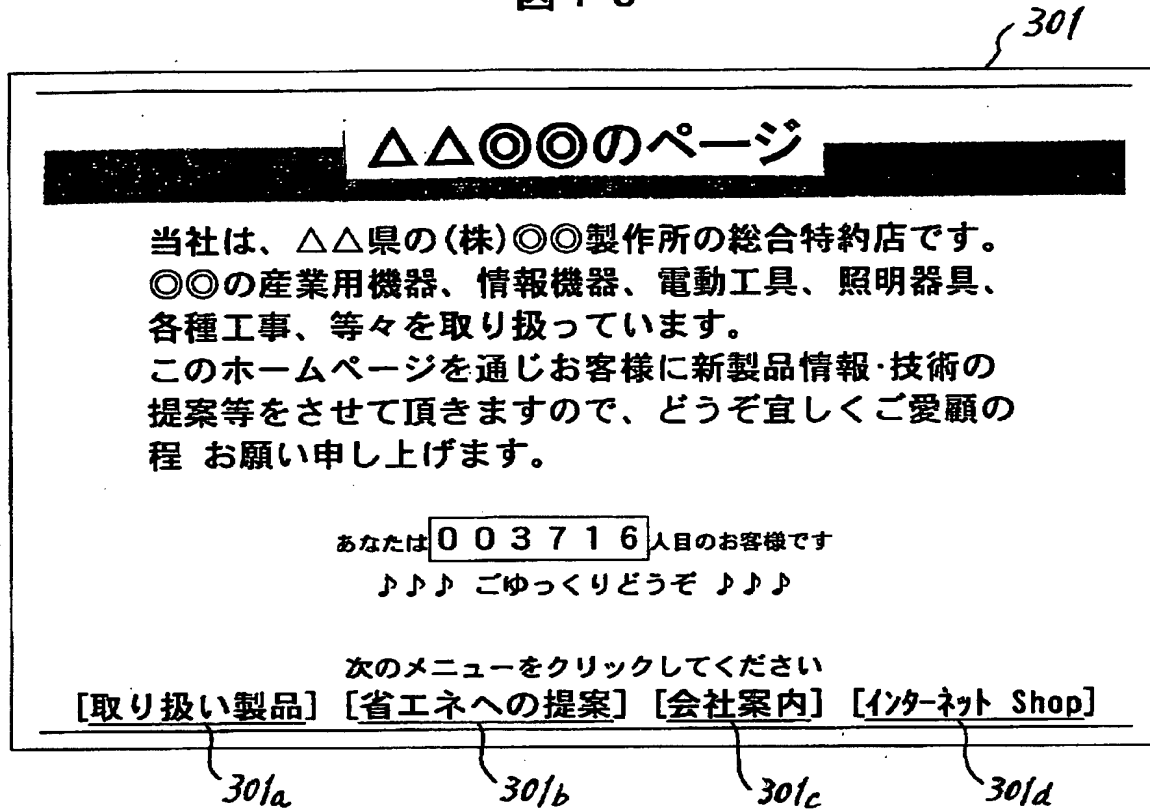 301
△△◎◎のページ
当社は、△△県の(株)◎◎製作所の総合特約店です。
◎◎の産業用機器、情報機器、電動工具、照明器具、
各種工事、等々を取り扱っています。
このホームページを通じお客様に新製品情報・技術の
提案等をさせて頂きますので、どうぞ宜しくご愛顧の
程 お願い申し上げます。
あなたは 003716 人目のお客様です
♪♪♪ ごゆっくりどうぞ ♪♪♪
次のメニューをクリックしてください
[取り扱い製品] [省エネへの提案] [会社案内] [インターネット Shop]
301a 301b 301c 301d